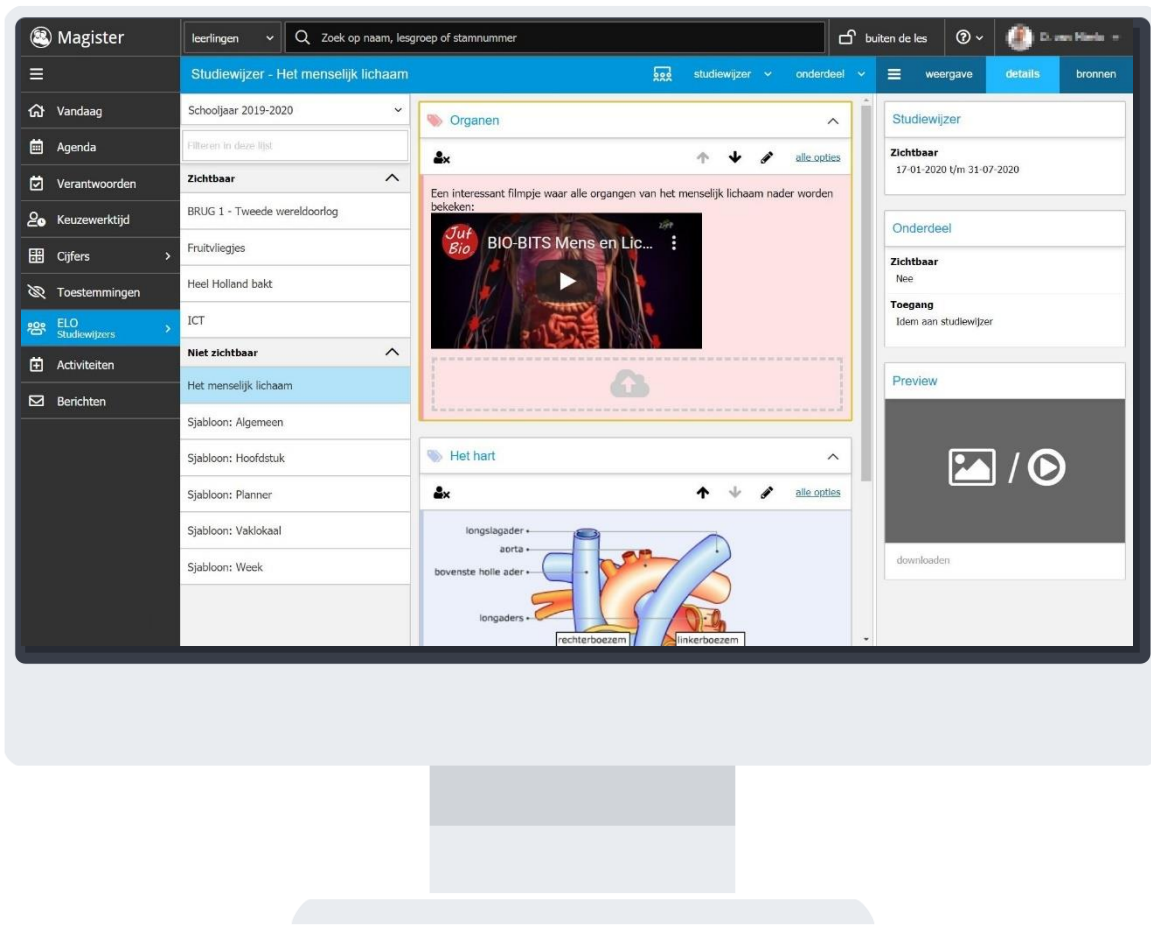 Magister
leerlingen
Zoek op naam, lesgroep of stamnummer
buiten de les
Studiewijzer - Het menselijk lichaam
studiewijzer
onderdeel
weergave
details
bronnen
Vandaag
Agenda
Verantwoorden
Keuzewerktijd
Cijfers
Toestemmingen
ELO
Studiewijzers
Activiteiten
Berichten
Schooljaar 2019-2020
Filteren in deze lijst
Zichtbaar
BRUG 1 - Tweede wereldoorlog
Fruitvliegjes
Heel Holland bakt
ICT
Niet zichtbaar
Het menselijk lichaam
Sjabloon: Algemeen
Sjabloon: Hoofdstuk
Sjabloon: Planner
Sjabloon: Vaklokaal
Sjabloon: Week
Organen
alle opties
Een interessant filmpje waar alle organgen van het menselijk lichaam nader worden
bekeken:
Juf
Bio
BIO-BITS Mens en Lic...
Het hart
alle opties
longslagader
aorta
bovenste holle ader
longaders
rechterboezem
linkerboezem
Studiewijzer
Zichtbaar
17-01-2020 t/m 31-07-2020
Onderdeel
Zichtbaar
Nee
Toegang
Idem aan studiewijzer
Preview
downloaden